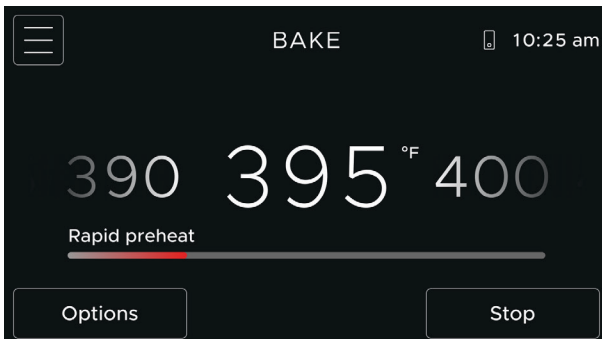 BAKE
10:25 am
390 395 °F 400
Rapid preheat
Options
Stop